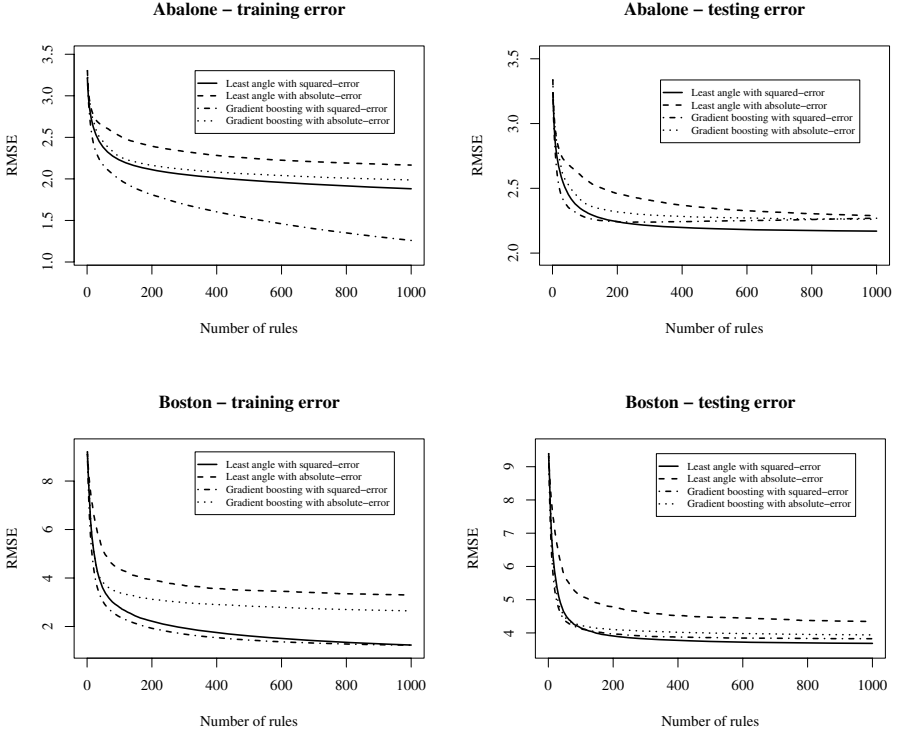 Abalone − training error
3.5
3.0
2.5
2.0
1.5
1.0
RMSE
Least angle with squared−error
Least angle with absolute−error
Gradient boosting with squared−error
Gradient boosting with absolute−error
0 200 400 600 800 1000
Number of rules
Abalone − testing error
3.5
3.0
2.5
2.0
RMSE
Least angle with squared−error
Least angle with absolute−error
Gradient boosting with squared−error
Gradient boosting with absolute−error
0 200 400 600 800 1000
Number of rules
Boston − training error
8
6
4
2
RMSE
Least angle with squared−error
Least angle with absolute−error
Gradient boosting with squared−error
Gradient boosting with absolute−error
0 200 400 600 800 1000
Number of rules
Boston − testing error
9
8
7
6
5
4
RMSE
Least angle with squared−error
Least angle with absolute−error
Gradient boosting with squared−error
Gradient boosting with absolute−error
0 200 400 600 800 1000
Number of rules